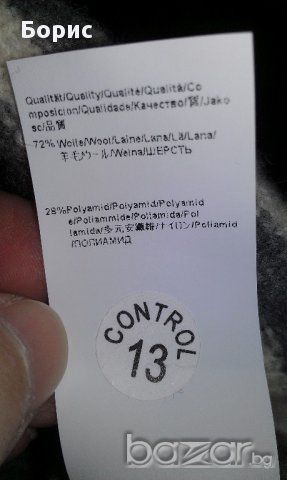 Борис
Qualität/Quality/Qualité/Qualità/Co
mposicion/Qualidade/Качество/質/Jako
sc/品質
72% Wolle/Wool/Laine/Lana/Lã/Lana/
羊毛ウール/Welna/ШЕРСТЬ
28%Polyamid/Polyamid/Polyamid
e/Poliammide/Poliamida/Pol
iamida/多元安纖維/ナイロン/Poliamid
/ПОЛИАМИД
CONTROL
13
bazar.bg